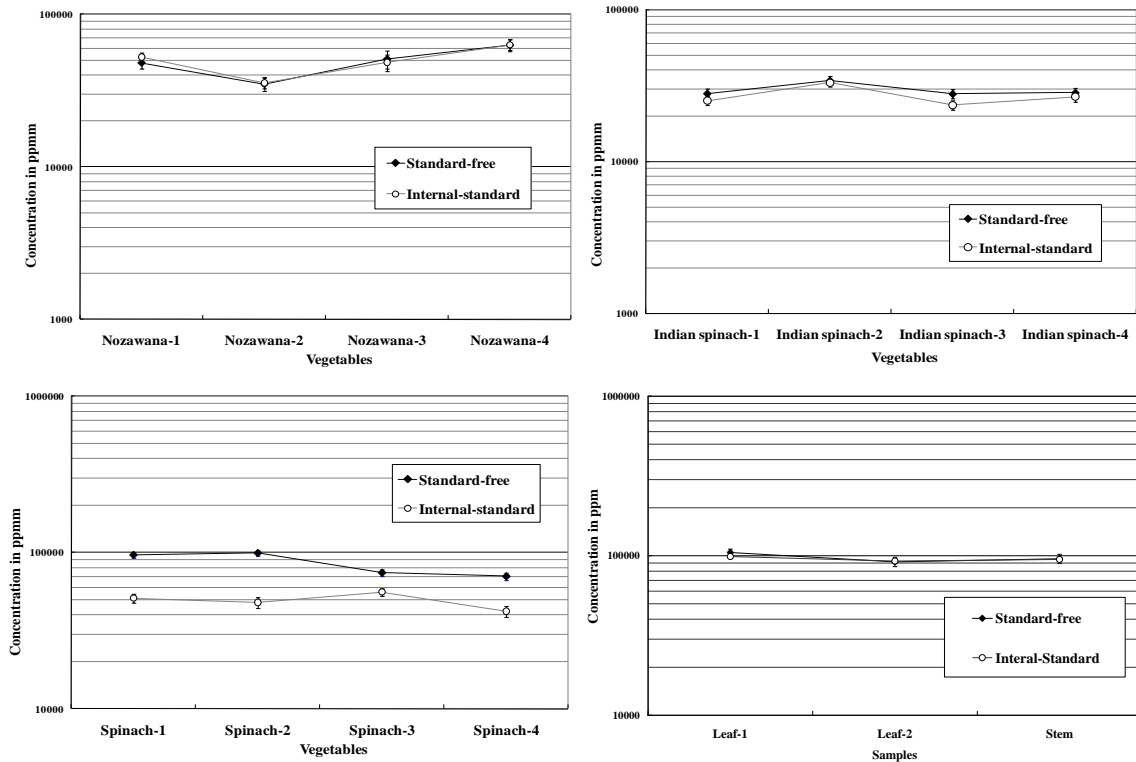 100000
10000
1000
Concentration in ppmm
Standard-free
Internal-standard
Nozawana-1 Nozawana-2 Nozawana-3 Nozawana-4
Vegetables
100000
10000
1000
Concentration in ppmm
Standard-free
Internal-standard
Indian spinach-1 Indian spinach-2 Indian spinach-3 Indian spinach-4
Vegetables
1000000
100000
10000
Concentration in ppmm
Standard-free
Internal-standard
Spinach-1 Spinach-2 Spinach-3 Spinach-4
Vegetables
1000000
100000
10000
Concentration in ppm
Standard-free
Interal-Standard
Leaf-1 Leaf-2 Stem
Samples